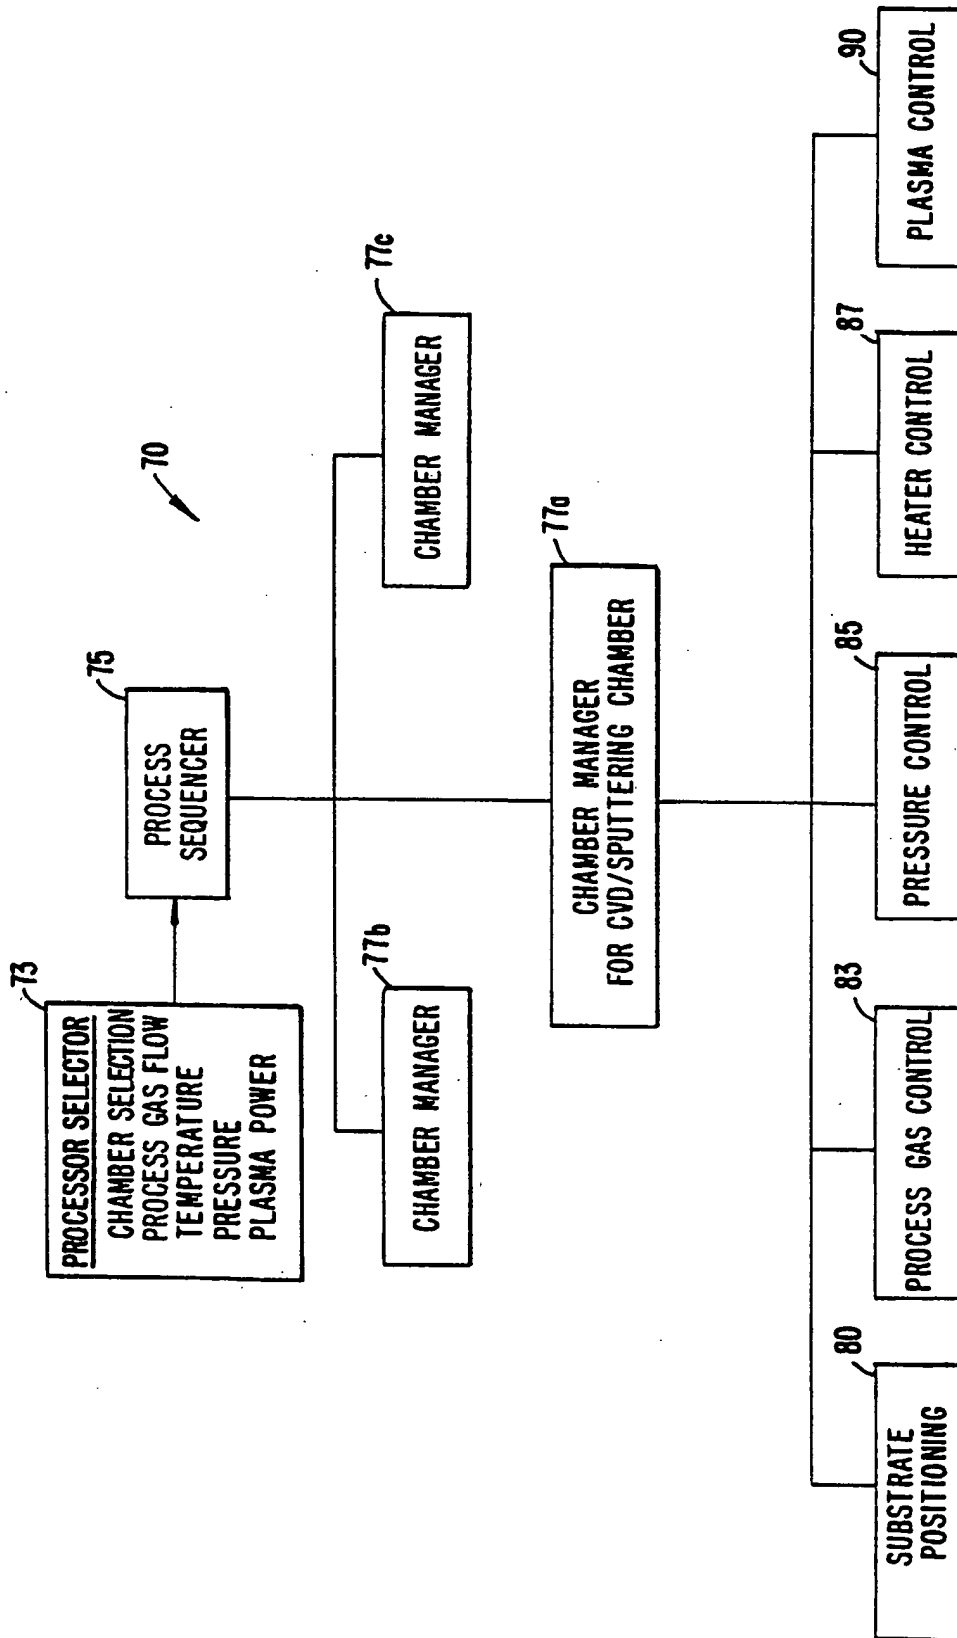 70
73
PROCESSOR SELECTOR
CHAMBER SELECTION
PROCESS GAS FLOW
TEMPERATURE
PRESSURE
PLASMA POWER
75
PROCESS
SEQUENCER
77b
CHAMBER MANAGER
77c
CHAMBER MANAGER
77a
CHAMBER MANAGER
FOR CVD/SPUTTERING CHAMBER
80
SUBSTRATE
POSITIONING
83
PROCESS GAS CONTROL
85
PRESSURE CONTROL
87
HEATER CONTROL
90
PLASMA CONTROL